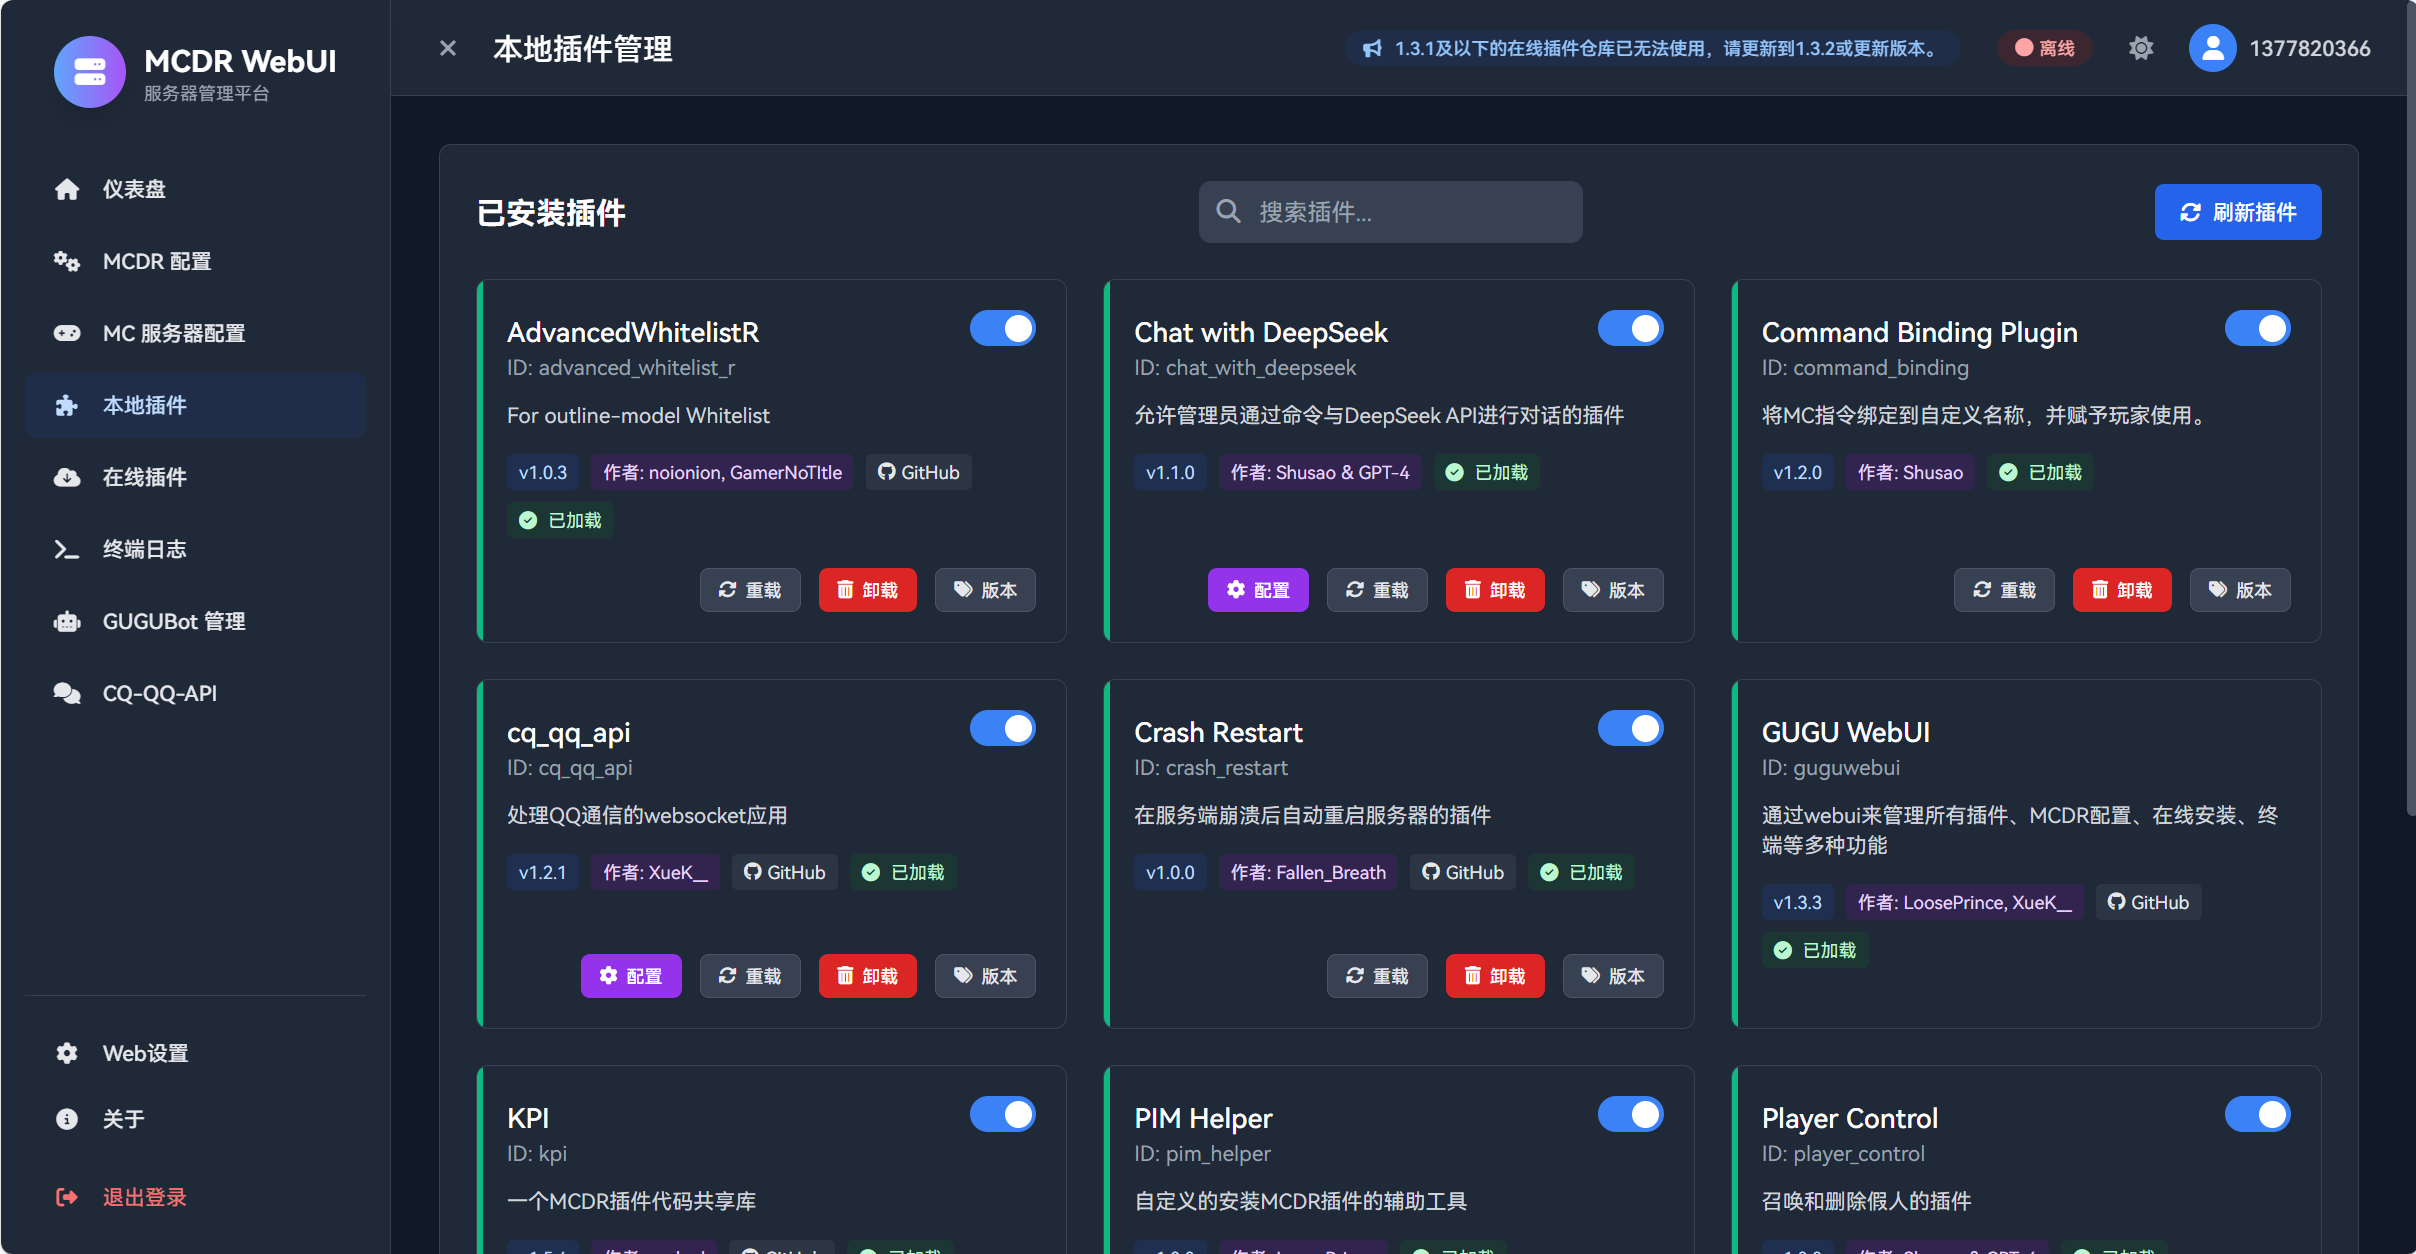 MCDR WebUI
服务器管理平台
仪表盘
MCDR 配置
MC 服务器配置
本地插件
在线插件
终端日志
GUGUBot 管理
CQ-QQ-API
Web设置
关于
退出登录
本地插件管理
1.3.1及以下的在线插件仓库已无法使用，请更新到1.3.2或更新版本。
离线
1377820366
已安装插件
搜索插件...
刷新插件
AdvancedWhitelistR
ID: advanced_whitelist_r
For outline-model Whitelist
v1.0.3 作者: noionion, GamerNoTItle GitHub
已加载
重载 卸载 版本
Chat with DeepSeek
ID: chat_with_deepseek
允许管理员通过命令与DeepSeek API进行对话的插件
v1.1.0 作者: Shusao & GPT-4 已加载
配置 重载 卸载 版本
Command Binding Plugin
ID: command_binding
将MC指令绑定到自定义名称，并赋予玩家使用。
v1.2.0 作者: Shusao 已加载
重载 卸载 版本
cq_qq_api
ID: cq_qq_api
处理QQ通信的websocket应用
v1.2.1 作者: XueK__ GitHub 已加载
配置 重载 卸载 版本
Crash Restart
ID: crash_restart
在服务端崩溃后自动重启服务器的插件
v1.0.0 作者: Fallen_Breath GitHub 已加载
重载 卸载 版本
GUGU WebUI
ID: guguwebui
通过webui来管理所有插件、MCDR配置、在线安装、终
端等多种功能
v1.3.3 作者: LoosePrince, XueK__ GitHub
已加载
KPI
ID: kpi
一个MCDR插件代码共享库
PIM Helper
ID: pim_helper
自定义的安装MCDR插件的辅助工具
Player Control
ID: player_control
召唤和删除假人的插件